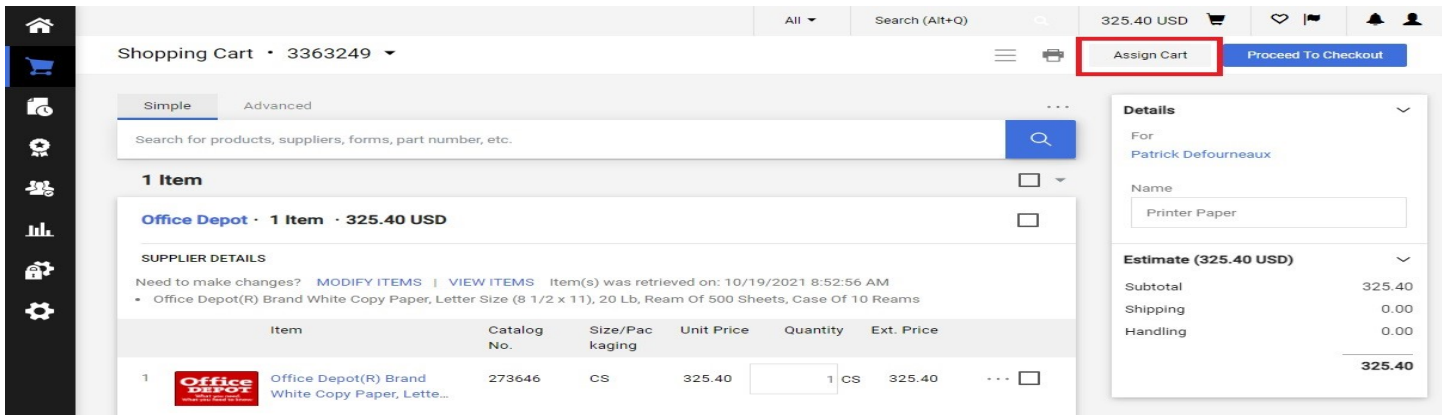 All
Search (Alt+Q)
325.40 USD
Shopping Cart • 3363249
Assign Cart
Proceed To Checkout
Simple
Advanced
...
Search for products, suppliers, forms, part number, etc.
1 Item
Office Depot · 1 Item · 325.40 USD
SUPPLIER DETAILS
Need to make changes? MODIFY ITEMS | VIEW ITEMS Item(s) was retrieved on: 10/19/2021 8:52:56 AM
• Office Depot(R) Brand White Copy Paper, Letter Size (8 1/2 x 11), 20 Lb, Ream Of 500 Sheets, Case Of 10 Reams
Item Catalog No. Size/Pac kaging Unit Price Quantity Ext. Price
1 Office DEPOT Office Depot(R) Brand White Copy Paper, Lette... 273646 CS 325.40 1 CS 325.40 ...
Details
For
Patrick Defourneaux
Name
Printer Paper
Estimate (325.40 USD)
Subtotal 325.40
Shipping 0.00
Handling 0.00
325.40